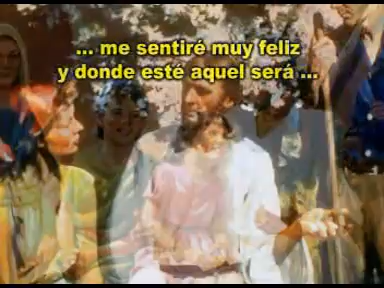 ... me sentiré muy feliz
y donde esté aquel será ...